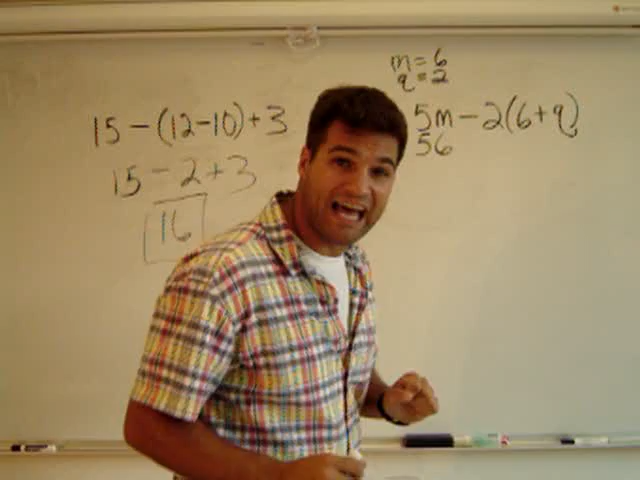 15 - (12-10) + 3
15 - 2 + 3
16
m = 6
q = 2
5m - 2(6 + q)
56